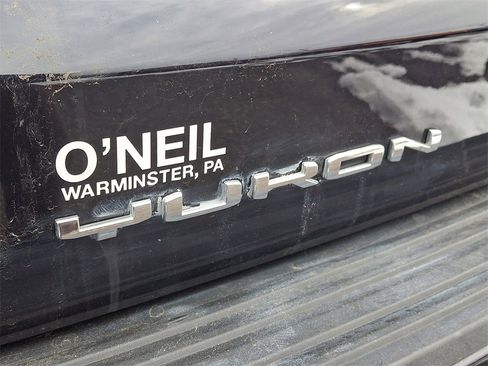 O'NEIL
WARMINSTER, PA
YUKON